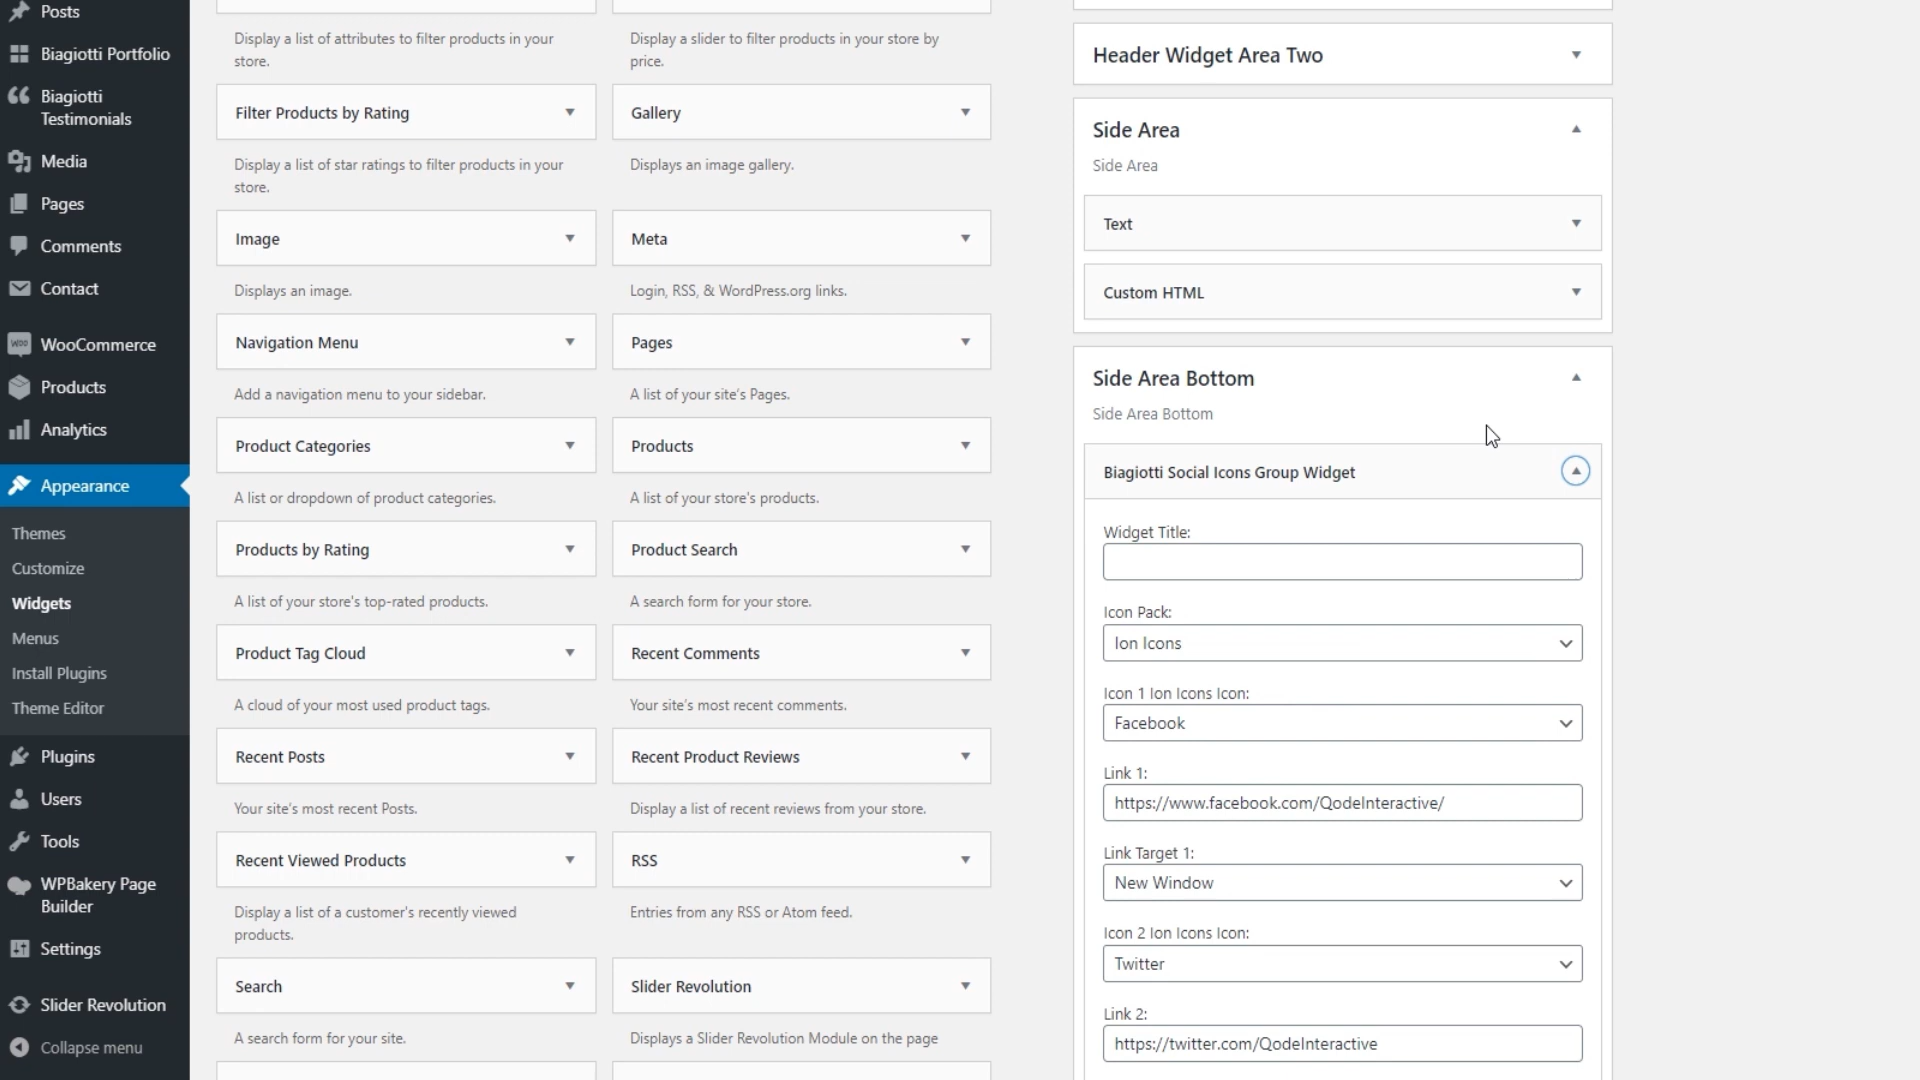 Posts
Biagiotti Portfolio
Biagiotti
Testimonials
Media
Pages
Comments
Contact
WOO
WooCommerce
Products
Analytics
Appearance
Themes
Customize
Widgets
Menus
Install Plugins
Theme Editor
Plugins
Users
Tools
WPBakery Page
Builder
Settings
Slider Revolution
Collapse menu
Display a list of attributes to filter products in your
store.
Filter Products by Rating
Display a list of star ratings to filter products in your
store.
Image
Displays an image.
Navigation Menu
Add a navigation menu to your sidebar.
Product Categories
A list or dropdown of product categories.
Products by Rating
A list of your store's top-rated products.
Product Tag Cloud
A cloud of your most used product tags.
Recent Posts
Your site's most recent Posts.
Recent Viewed Products
Display a list of a customer's recently viewed
products.
Search
A search form for your site.
Display a slider to filter products in your store by
price.
Gallery
Displays an image gallery.
Meta
Login, RSS, & WordPress.org links.
Pages
A list of your site's Pages.
Products
A list of your store's products.
Product Search
A search form for your store.
Recent Comments
Your site's most recent comments.
Recent Product Reviews
Display a list of recent reviews from your store.
RSS
Entries from any RSS or Atom feed.
Slider Revolution
Displays a Slider Revolution Module on the page
Header Widget Area Two
Side Area
Side Area
Text
Custom HTML
Side Area Bottom
Side Area Bottom
Biagiotti Social Icons Group Widget
Widget Title:
Icon Pack:
Ion Icons
Icon 1 Ion Icons Icon:
Facebook
Link 1:
https://www.facebook.com/QodeInteractive/
Link Target 1:
New Window
Icon 2 Ion Icons Icon:
Twitter
Link 2:
https://twitter.com/QodeInteractive